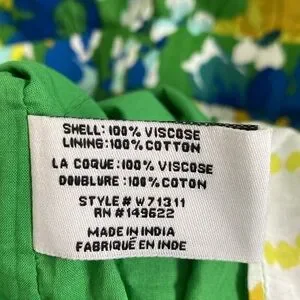 SHELL: 100% VISCOSE
LINING: 100% COTTON
LA COQUE: 100% VISCOSE
DOUBLURE: 100% COTON
STYLE# W71311
RN #149622
MADE IN INDIA
FABRIQUÉ EN INDE